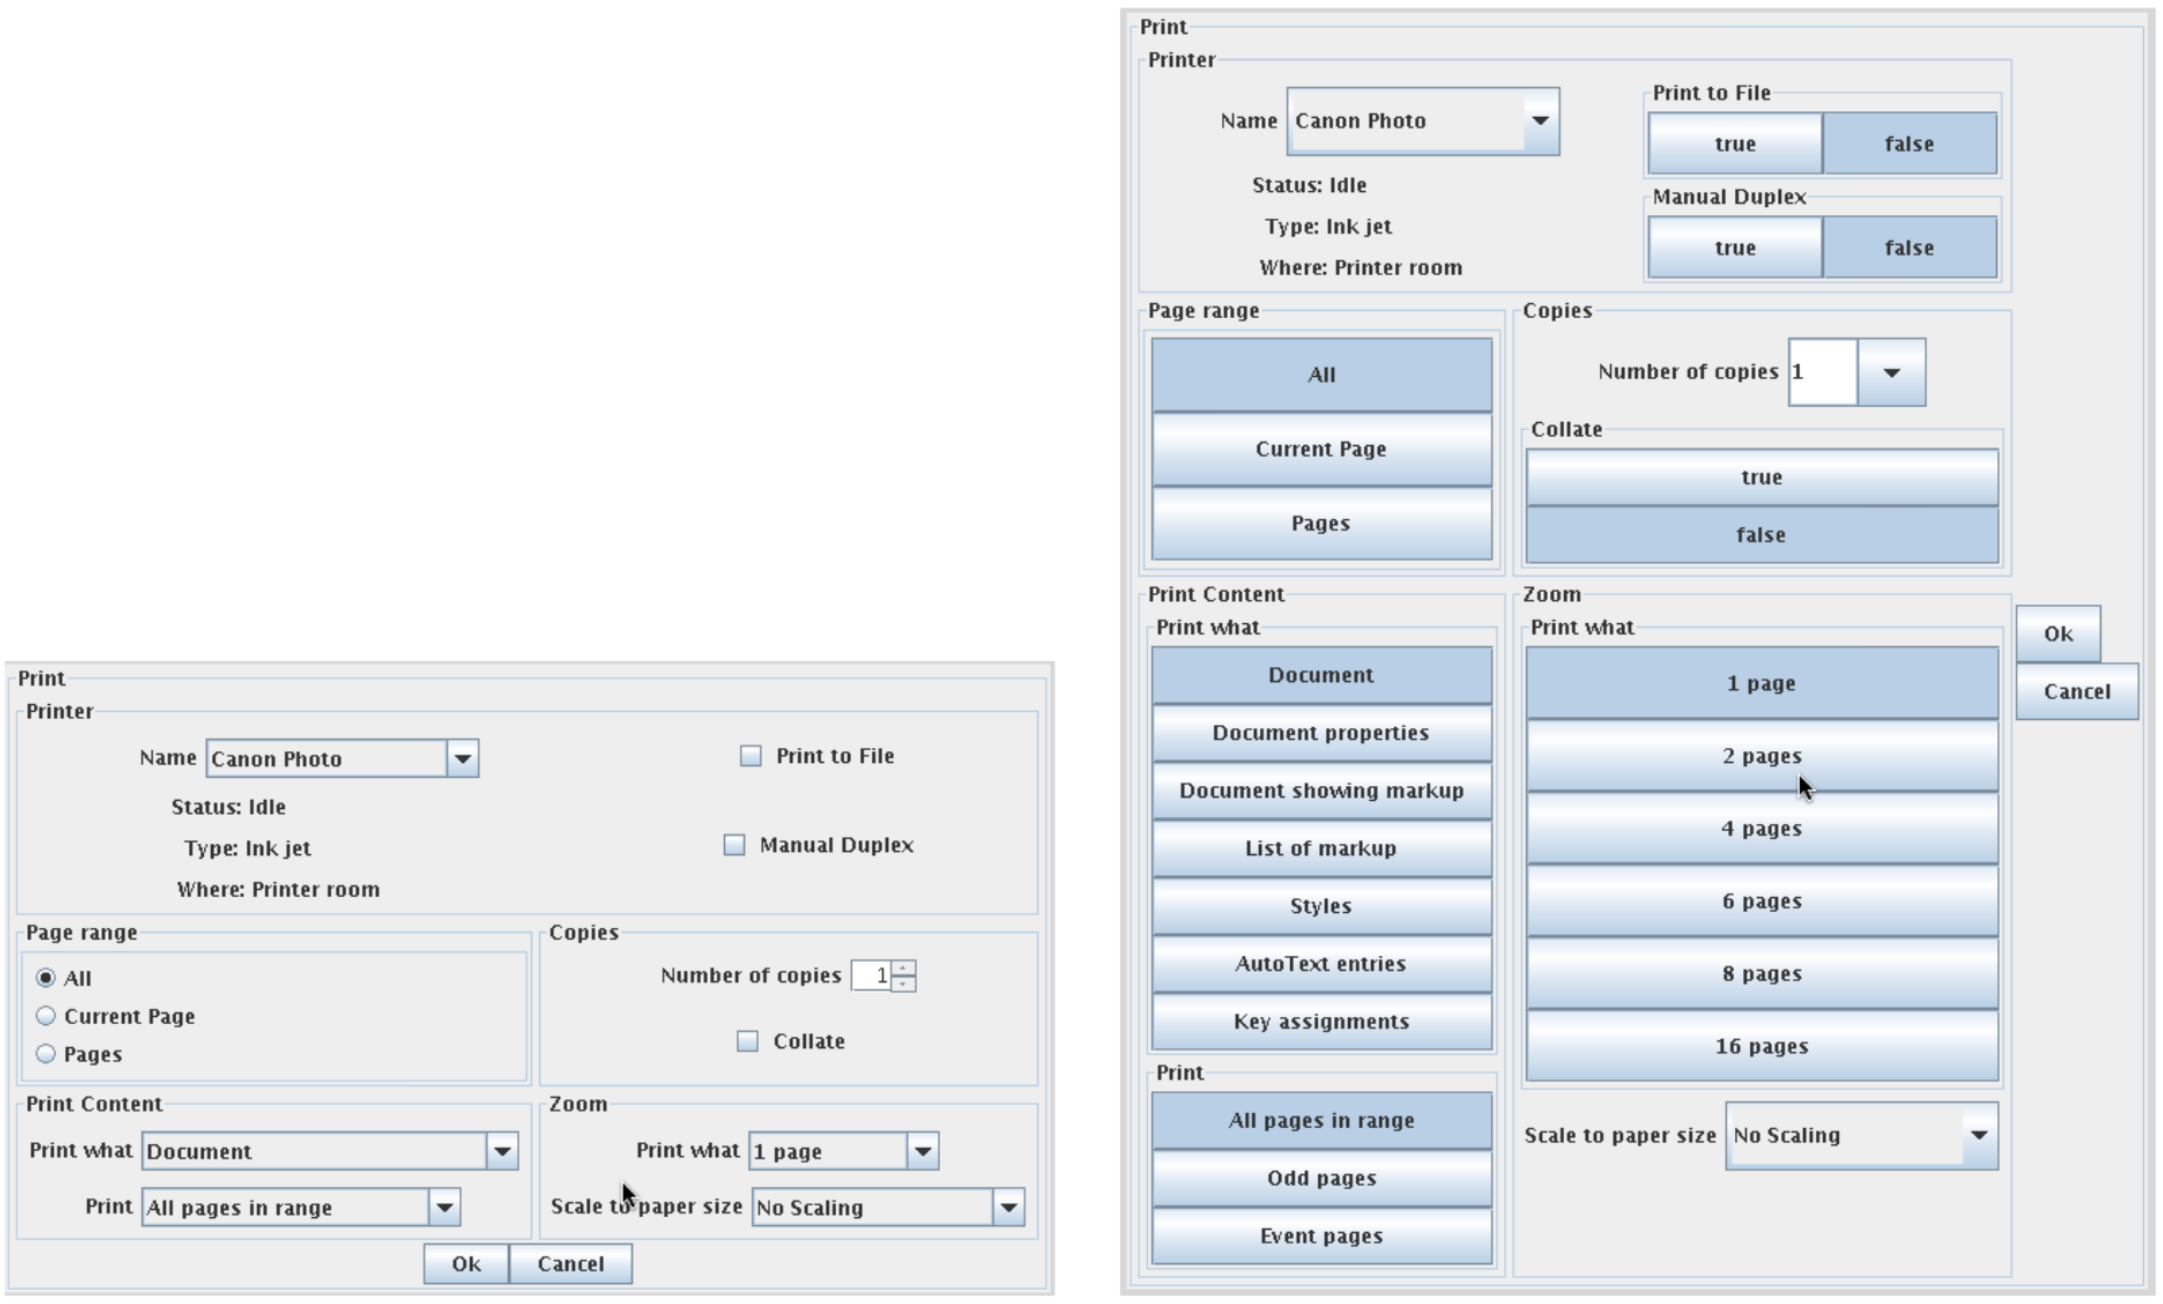 Print
Printer
Name Canon Photo
Print to File
Status: Idle
Type: Ink jet
Manual Duplex
Where: Printer room
Page range
All
Current Page
Pages
Copies
Number of copies 1
Collate
Print Content
Print what Document
Print All pages in range
Zoom
Print what 1 page
Scale to paper size No Scaling
Ok Cancel
Print
Printer
Name Canon Photo
Status: Idle
Type: Ink jet
Where: Printer room
Print to File
true false
Manual Duplex
true false
Page range
All
Current Page
Pages
Copies
Number of copies 1
Collate
true
false
Print Content
Print what
Document
Document properties
Document showing markup
List of markup
Styles
AutoText entries
Key assignments
Print
All pages in range
Odd pages
Event pages
Zoom
Print what
1 page
2 pages
4 pages
6 pages
8 pages
16 pages
Scale to paper size No Scaling
Ok
Cancel